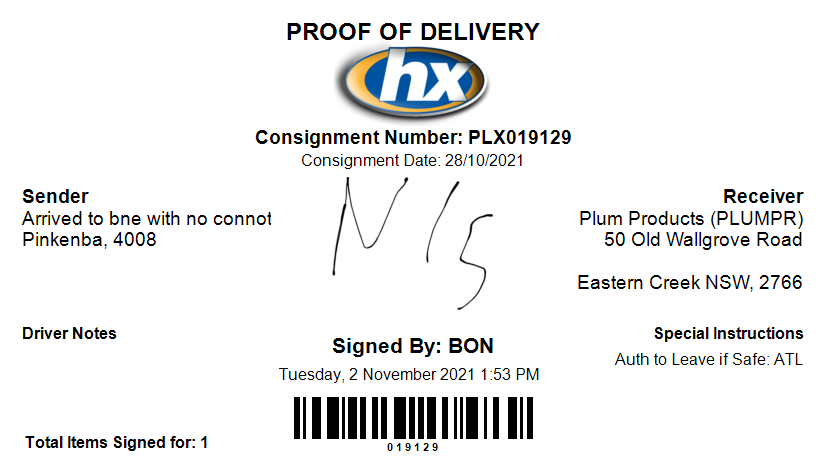 PROOF OF DELIVERY
hx
Consignment Number: PLX019129
Consignment Date: 28/10/2021
Sender
Arrived to bne with no connot
Pinkenba, 4008
Receiver
Plum Products (PLUMPR)
50 Old Wallgrove Road
Eastern Creek NSW, 2766
Driver Notes
Signed By: BON
Tuesday, 2 November 2021 1:53 PM
Special Instructions
Auth to Leave if Safe: ATL
Total Items Signed for: 1
019129